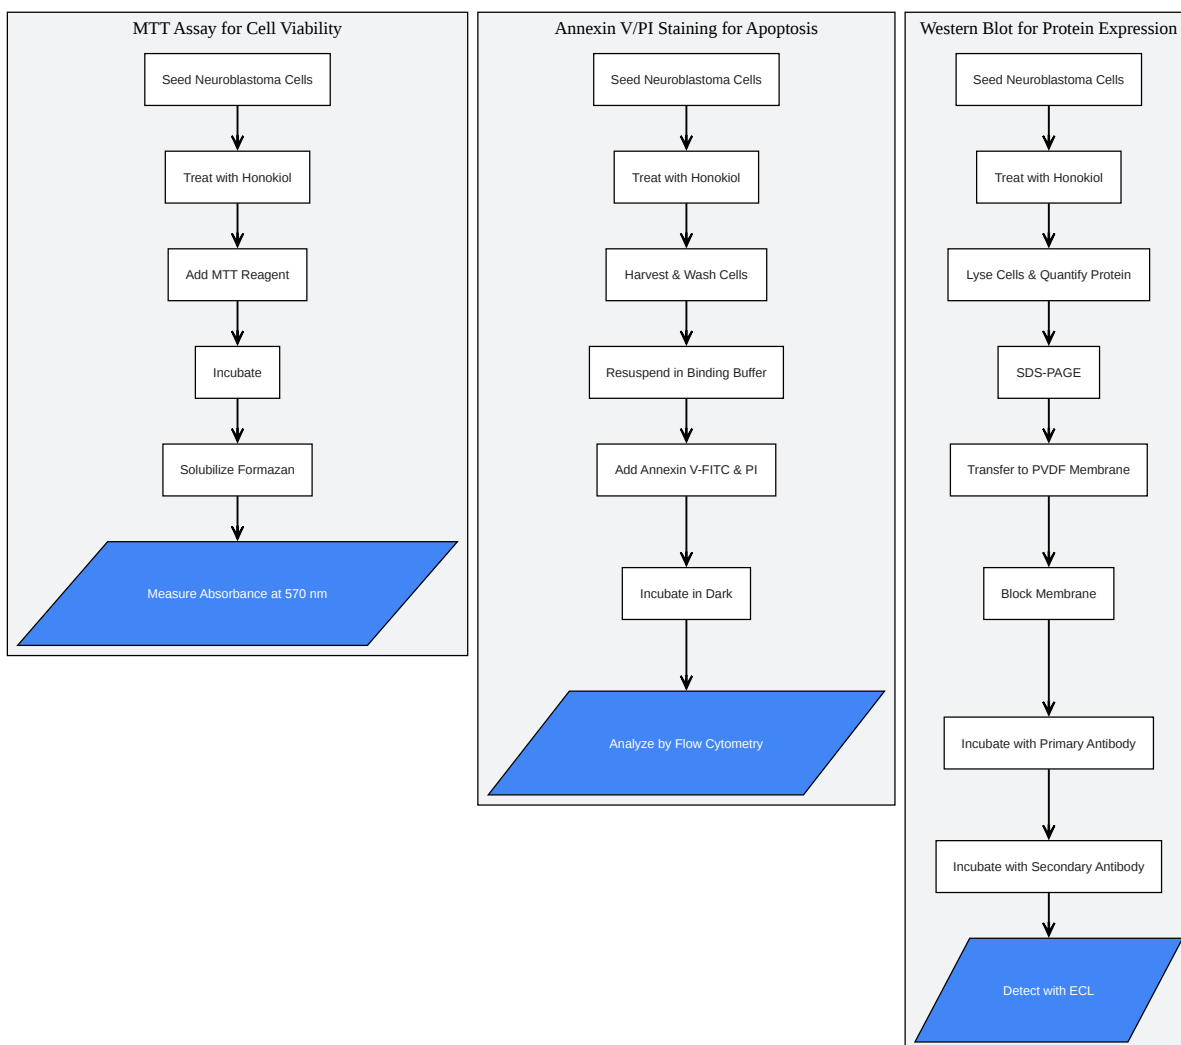 MTT Assay for Cell Viability
Seed Neuroblastoma Cells
Treat with Honokiol
Add MTT Reagent
Incubate
Solubilize Formazan
Measure Absorbance at 570 nm
Annexin V/PI Staining for Apoptosis
Seed Neuroblastoma Cells
Treat with Honokiol
Harvest & Wash Cells
Resuspend in Binding Buffer
Add Annexin V-FITC & PI
Incubate in Dark
Analyze by Flow Cytometry
Western Blot for Protein Expression
Seed Neuroblastoma Cells
Treat with Honokiol
Lyse Cells & Quantify Protein
SDS-PAGE
Transfer to PVDF Membrane
Block Membrane
Incubate with Primary Antibody
Incubate with Secondary Antibody
Detect with ECL